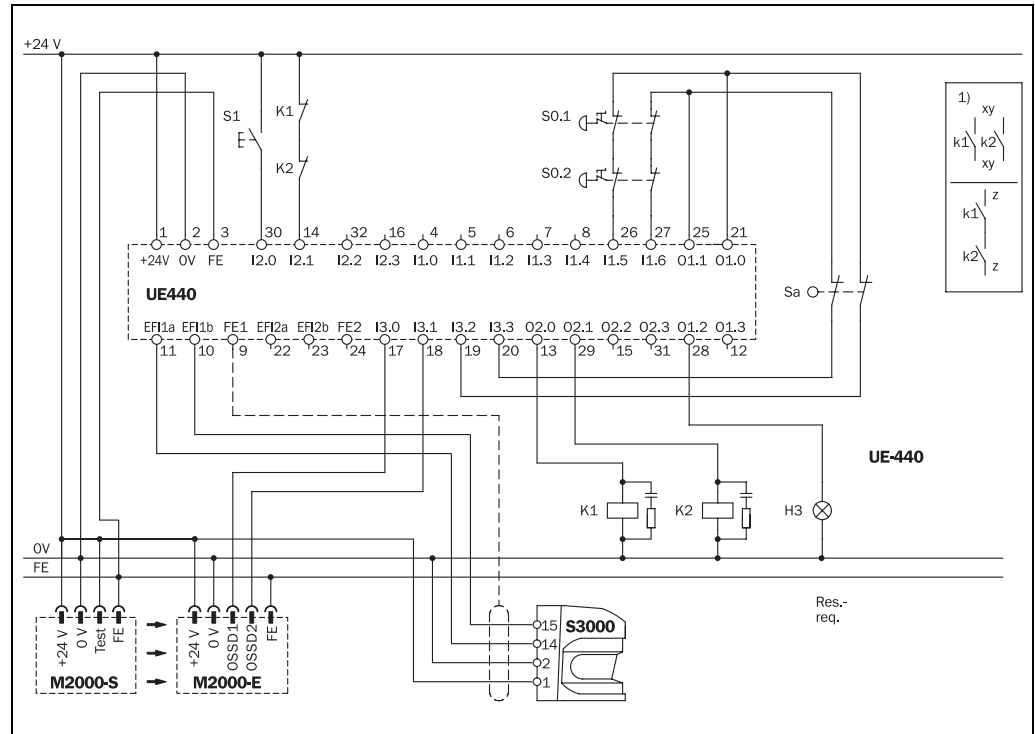 +24 V
S1
K1
K2
S0.1
S0.2
1)
xy
k1 k2
xy
z
k1
k2
z
1 2 3 30 14 32 16 4 5 6 7 8 26 27 25 21
+24V 0V FE I2.0 I2.1 I2.2 I2.3 I1.0 I1.1 I1.2 I1.3 I1.4 I1.5 I1.6 O1.1 O1.0
UE440
Sa
EFI1a EFI1b FE1 EFI2a EFI2b FE2 I3.0 I3.1 I3.2 I3.3 O2.0 O2.1 O2.2 O2.3 O1.2 O1.3
11 10 9 22 23 24 17 18 19 20 13 29 15 31 28 12
UE-440
K1 K2 H3
0V
FE
+24 V
0 V
Test
FE
M2000-S
+24 V
0 V
OSSD1
OSSD2
FE
M2000-E
15 S3000
14
2
1
Res.-
req.